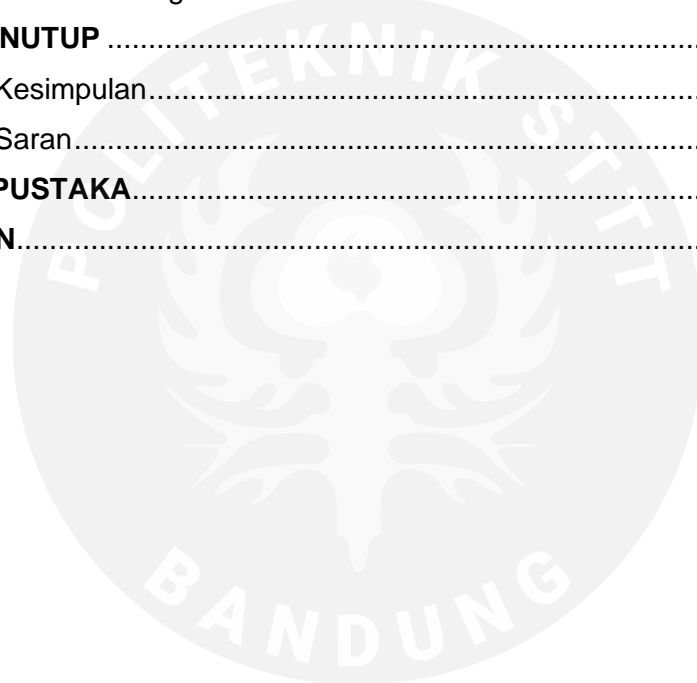 NUTUP ..........................................................................
Kesimpulan.....................................................................
Saran..............................................................................
PUSTAKA.......................................................................
N.....................................................................................
POLITEKNIK STTT
BANDUNG